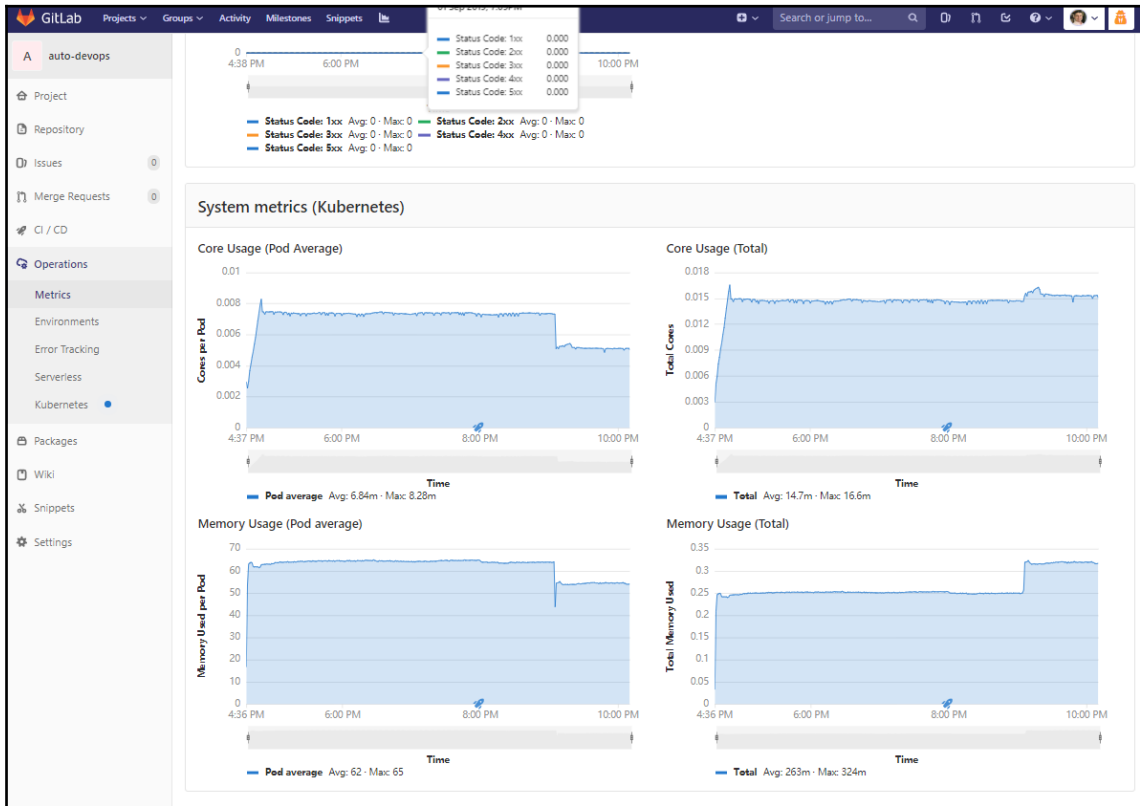 GitLab Projects Groups Activity Milestones Snippets Search or jump to...
A auto-devops
Project
Repository
Issues 0
Merge Requests 0
CI / CD
Operations
Metrics
Environments
Error Tracking
Serverless
Kubernetes
Packages
Wiki
Snippets
Settings
Status Code: 1xx 0.000
Status Code: 2xx 0.000
Status Code: 3xx 0.000
Status Code: 4xx 0.000
Status Code: 5xx 0.000
0
4:38 PM 6:00 PM 10:00 PM
Status Code: 1xx Avg: 0 · Max: 0 Status Code: 2xx Avg: 0 · Max: 0
Status Code: 3xx Avg: 0 · Max: 0 Status Code: 4xx Avg: 0 · Max: 0
Status Code: 5xx Avg: 0 · Max: 0
System metrics (Kubernetes)
Core Usage (Pod Average)
Cores per Pod
0.01
0.008
0.006
0.004
0.002
0
4:37 PM 6:00 PM 8:00 PM 10:00 PM
Time
Pod average Avg: 6.84m · Max: 8.28m
Core Usage (Total)
Total Cores
0.018
0.015
0.012
0.009
0.006
0.003
0
4:37 PM 6:00 PM 8:00 PM 10:00 PM
Time
Total Avg: 14.7m · Max: 16.6m
Memory Usage (Pod average)
Memory Used per Pod
70
60
50
40
30
20
10
0
4:36 PM 6:00 PM 8:00 PM 10:00 PM
Time
Pod average Avg: 62 · Max: 65
Memory Usage (Total)
Total Memory Used
0.35
0.3
0.25
0.2
0.15
0.1
0.05
0
4:36 PM 6:00 PM 8:00 PM 10:00 PM
Time
Total Avg: 263m · Max: 324m